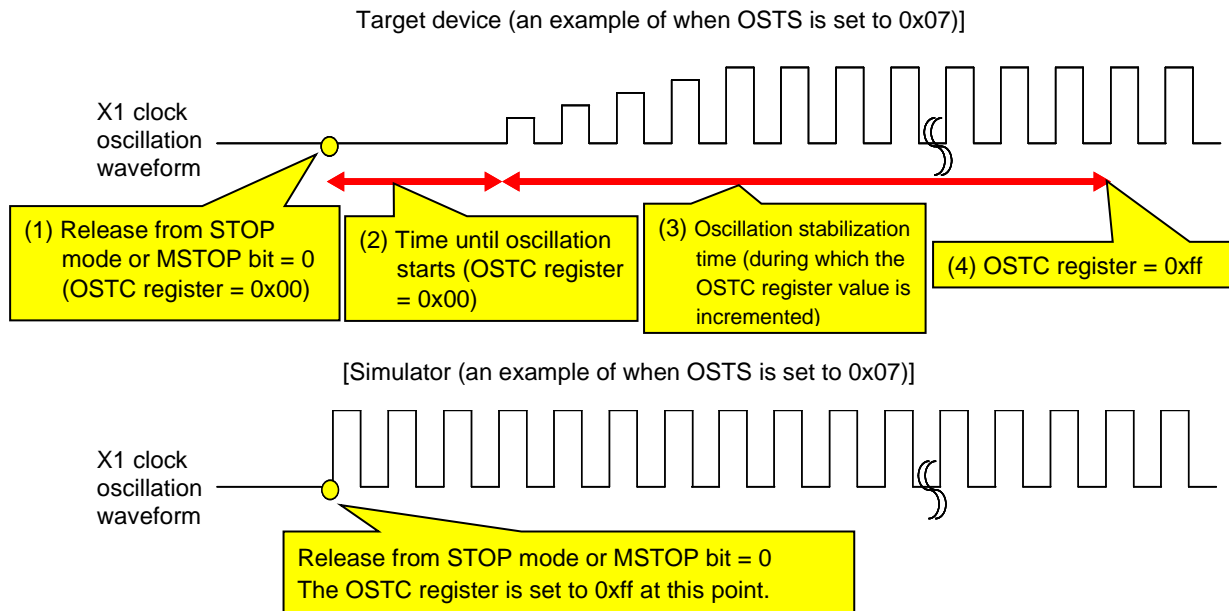 Target device (an example of when OSTS is set to 0x07)]
X1 clock
oscillation
waveform
(1) Release from STOP
mode or MSTOP bit = 0
(OSTC register = 0x00)
(2) Time until oscillation
starts (OSTC register
= 0x00)
(3) Oscillation stabilization
time (during which the
OSTC register value is
incremented)
(4) OSTC register = 0xff
[Simulator (an example of when OSTS is set to 0x07)]
X1 clock
oscillation
waveform
Release from STOP mode or MSTOP bit = 0
The OSTC register is set to 0xff at this point.